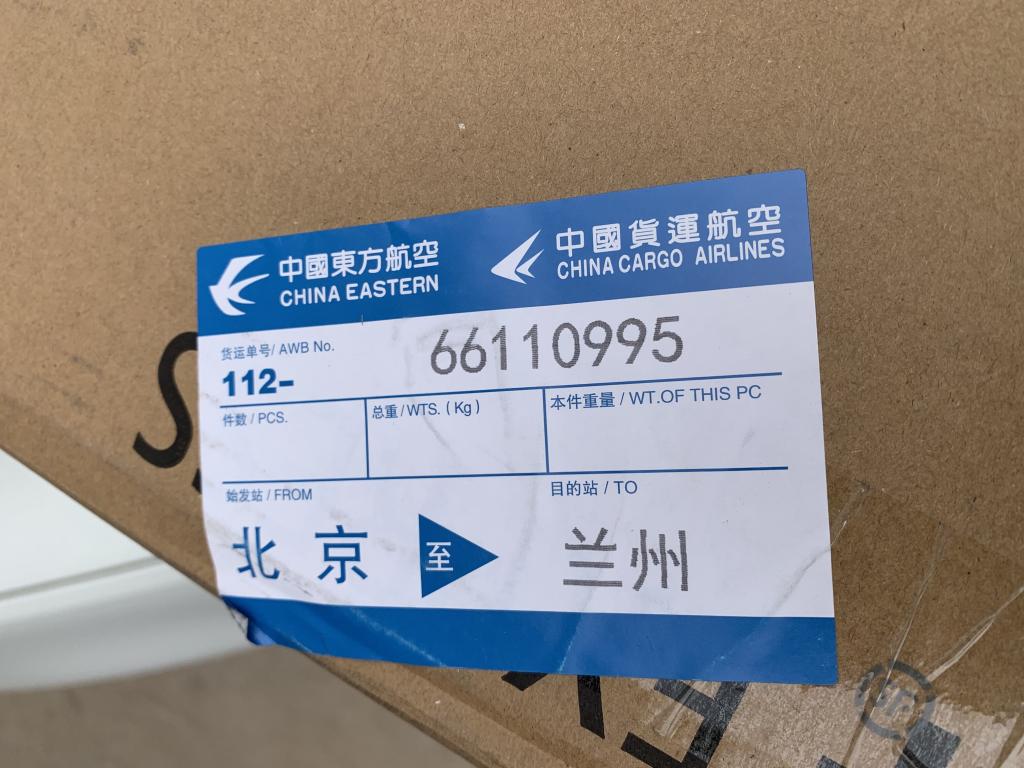 中國東方航空
CHINA EASTERN
中國貨運航空
CHINA CARGO AIRLINES
货运单号/ AWB No.
112-
66110995
件数 / PCS.
总重 / WTS. ( Kg )
本件重量 / WT.OF THIS PC
始发站 / FROM
目的站 / TO
北京
至
兰州